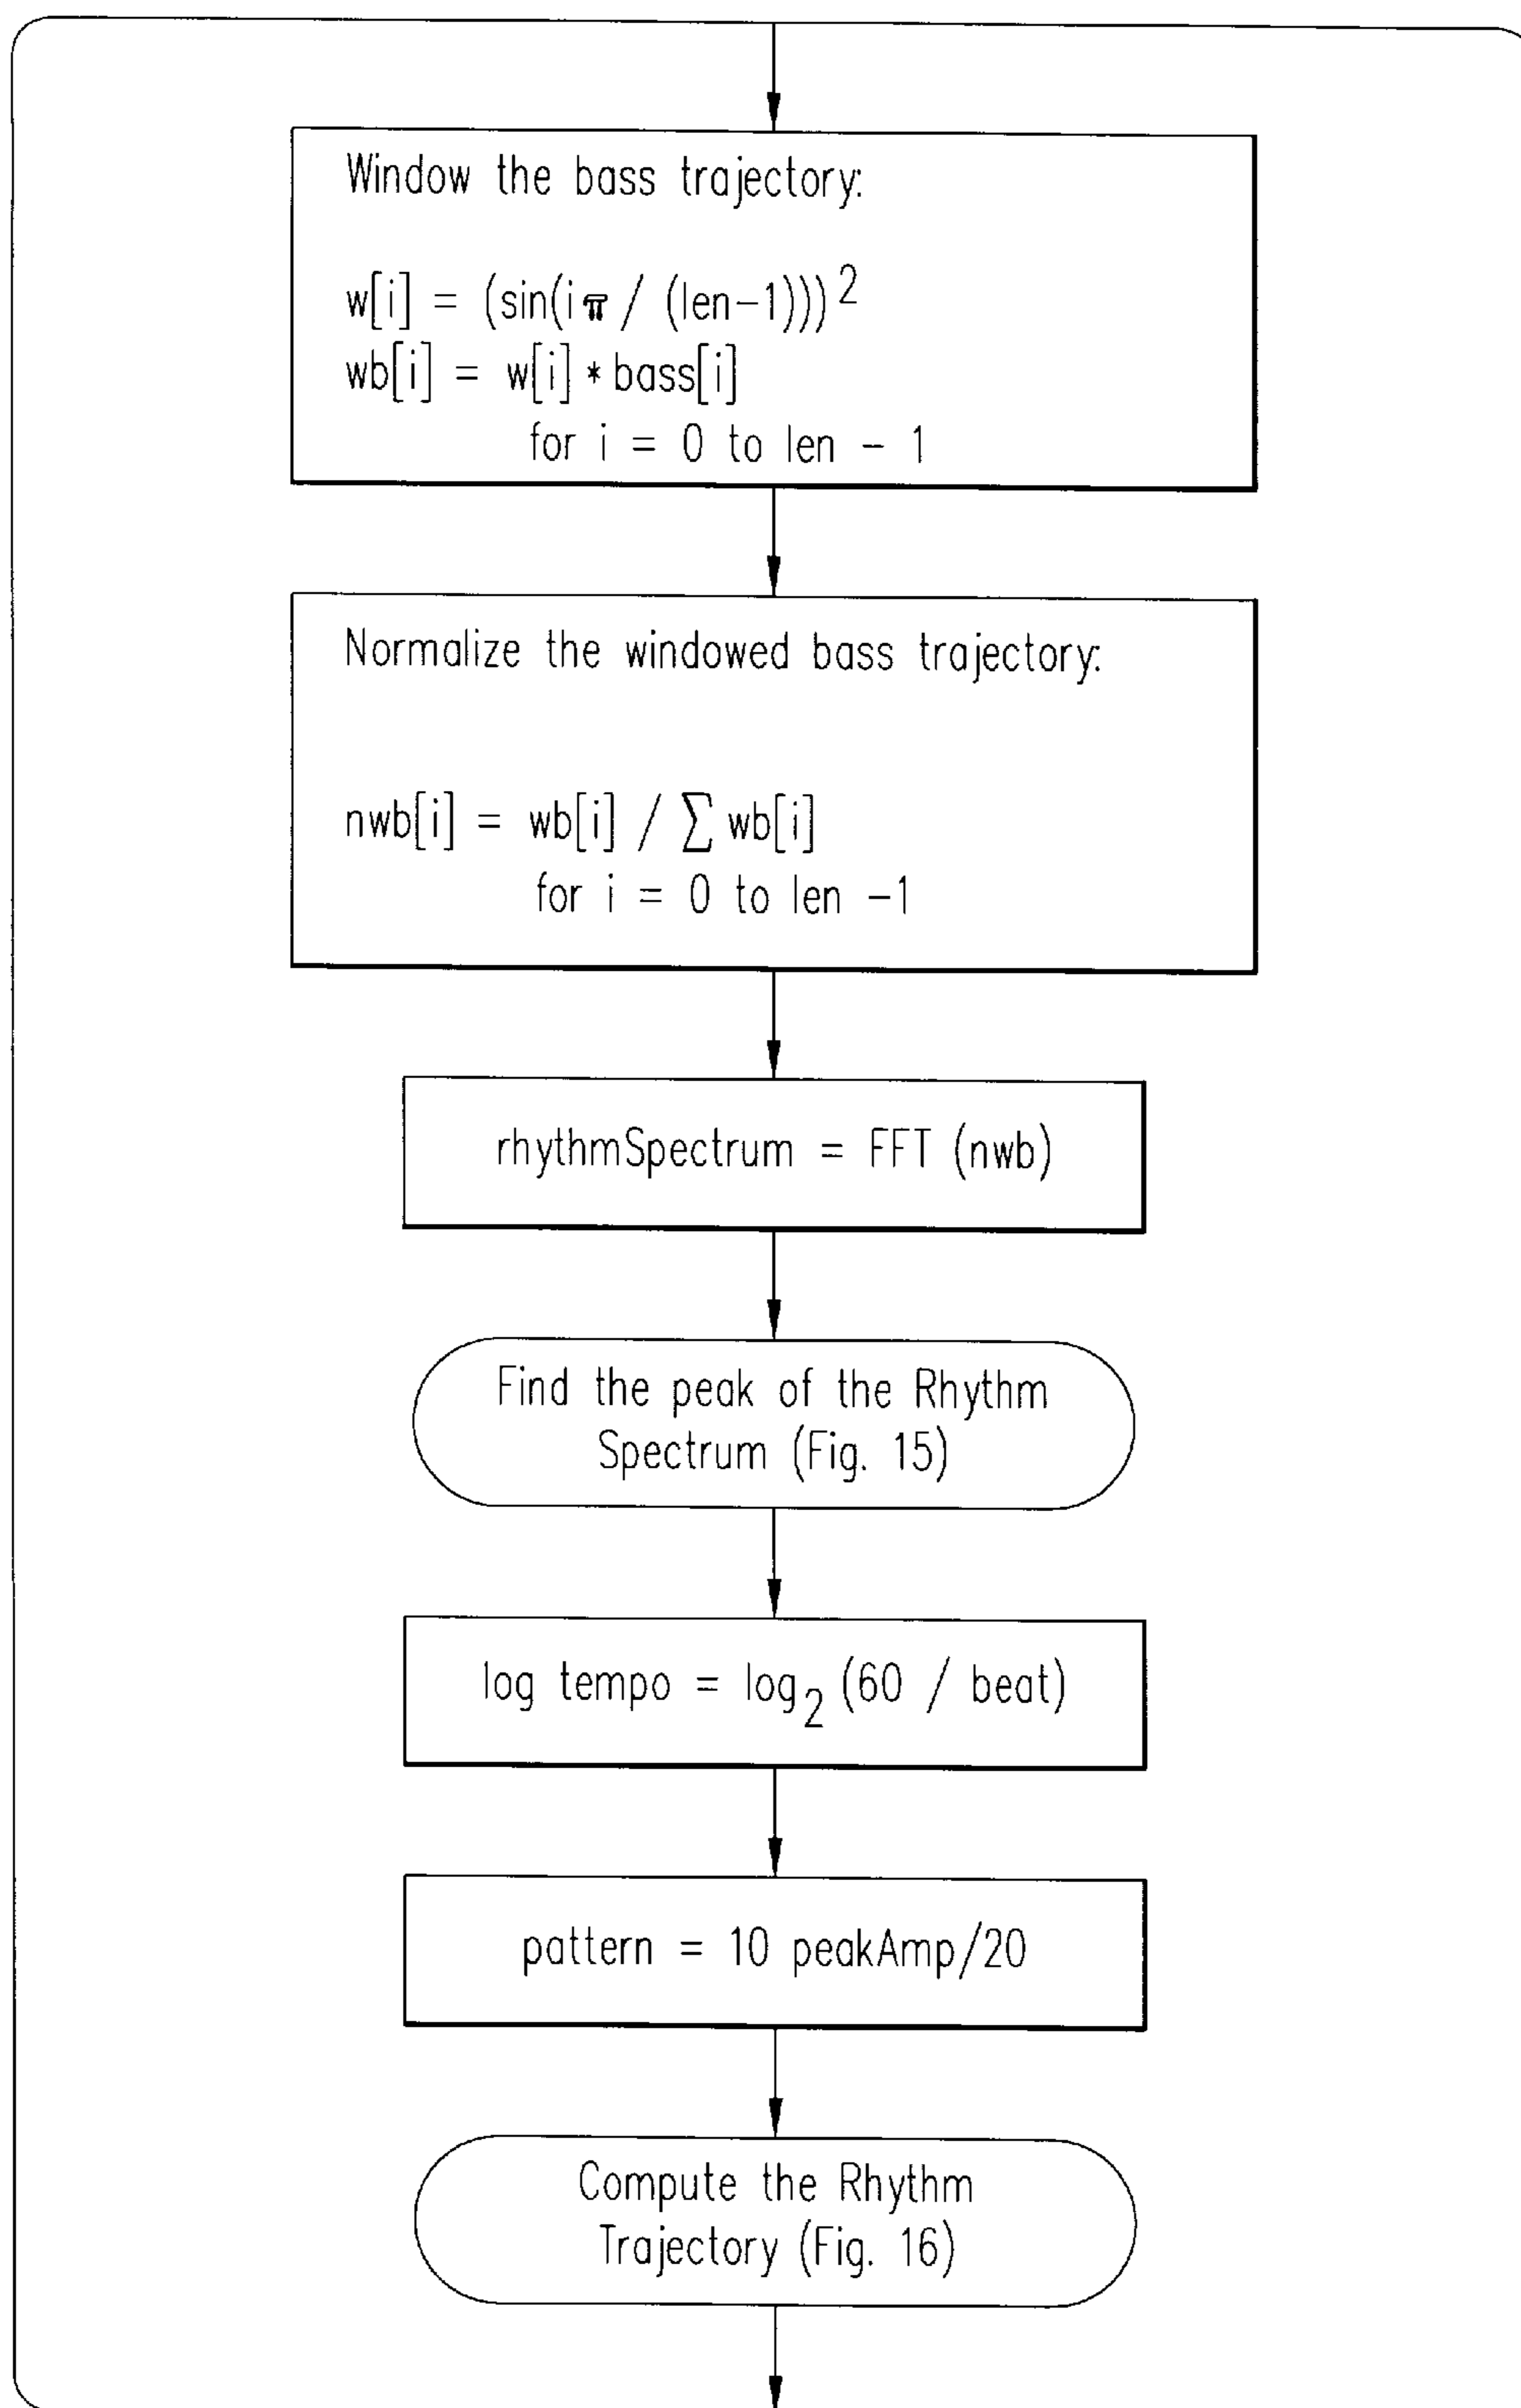 Window the bass trajectory:
w[i] = (sin(iπ / (len-1)))²
wb[i] = w[i] * bass[i]
for i = 0 to len - 1
Normalize the windowed bass trajectory:
nwb[i] = wb[i] / ∑ wb[i]
for i = 0 to len -1
rhythmSpectrum = FFT (nwb)
Find the peak of the Rhythm
Spectrum (Fig. 15)
log tempo = log₂ (60 / beat)
pattern = 10 peakAmp/20
Compute the Rhythm
Trajectory (Fig. 16)